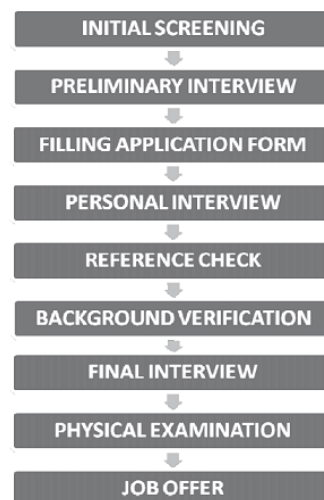 INITIAL SCREENING
PRELIMINARY INTERVIEW
FILLING APPLICATION FORM
PERSONAL INTERVIEW
REFERENCE CHECK
BACKGROUND VERIFICATION
FINAL INTERVIEW
PHYSICAL EXAMINATION
JOB OFFER